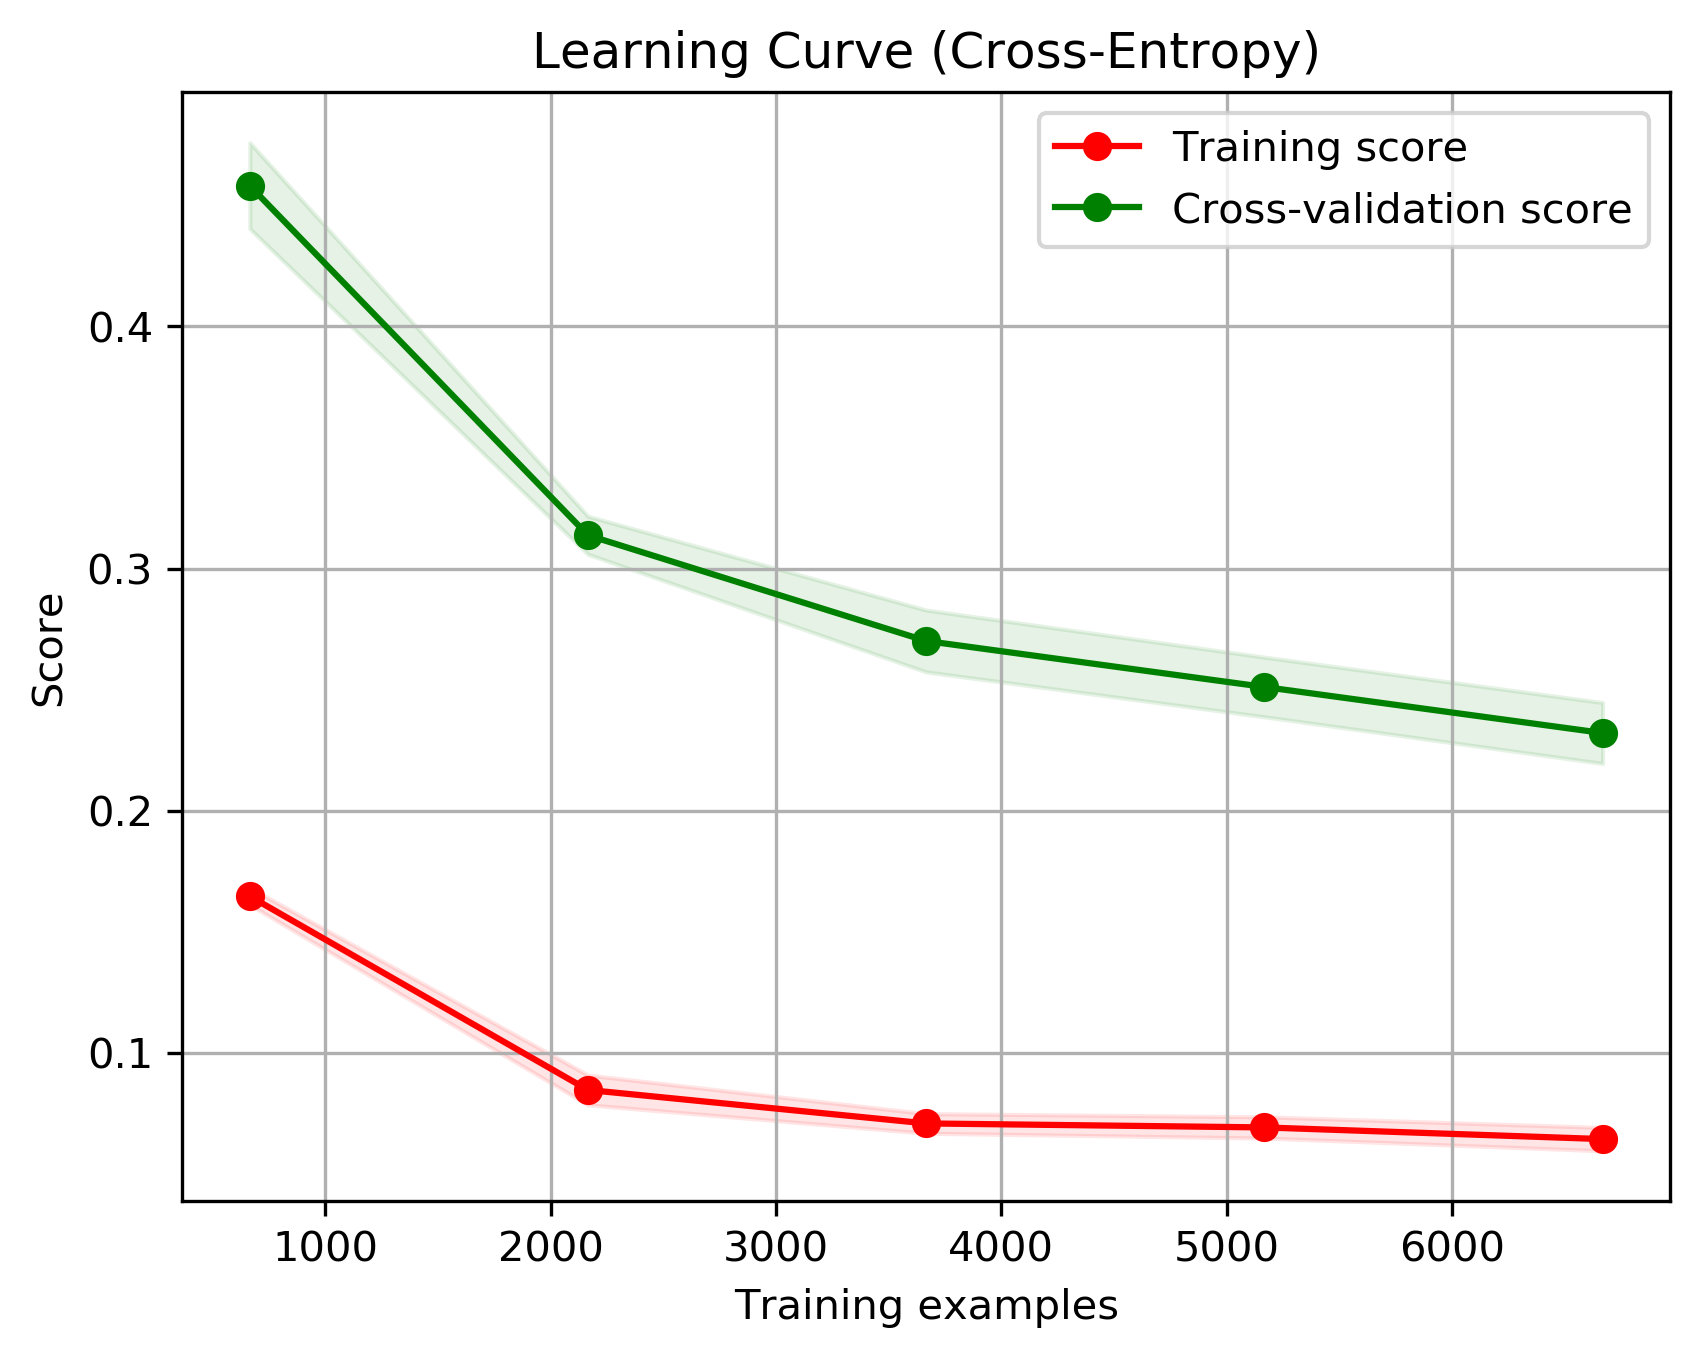 Learning Curve (Cross-Entropy)
Training score
Cross-validation score
0.4
0.3
0.2
0.1
Score
1000 2000 3000 4000 5000 6000
Training examples